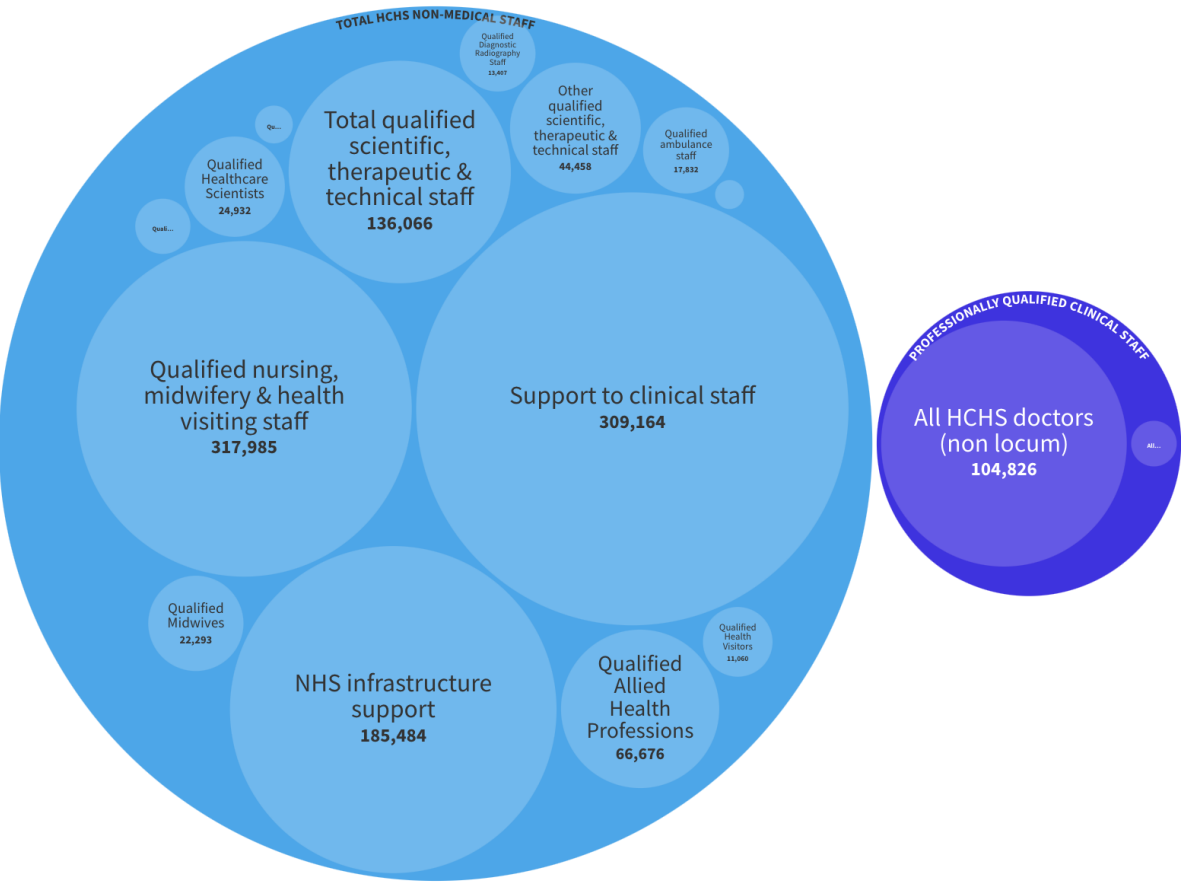 TOTAL HCHS NON-MEDICAL STAFF
Qualified
Diagnostic
Radiography
Staff
13,407
Other
qualified
scientific,
therapeutic &
technical staff
44,458
Total qualified
scientific,
therapeutic &
technical staff
136,066
Qu...
Qualified
ambulance
staff
17,832
Qualified
Healthcare
Scientists
24,932
Quali...
Qualified nursing,
midwifery & health
visiting staff
317,985
Support to clinical staff
309,164
Qualified
Midwives
22,293
NHS infrastructure
support
185,484
Qualified
Allied
Health
Professions
66,676
Qualified
Health
Visitors
11,060
PROFESSIONALLY QUALIFIED CLINICAL STAFF
All HCHS doctors
(non locum)
104,826
All...